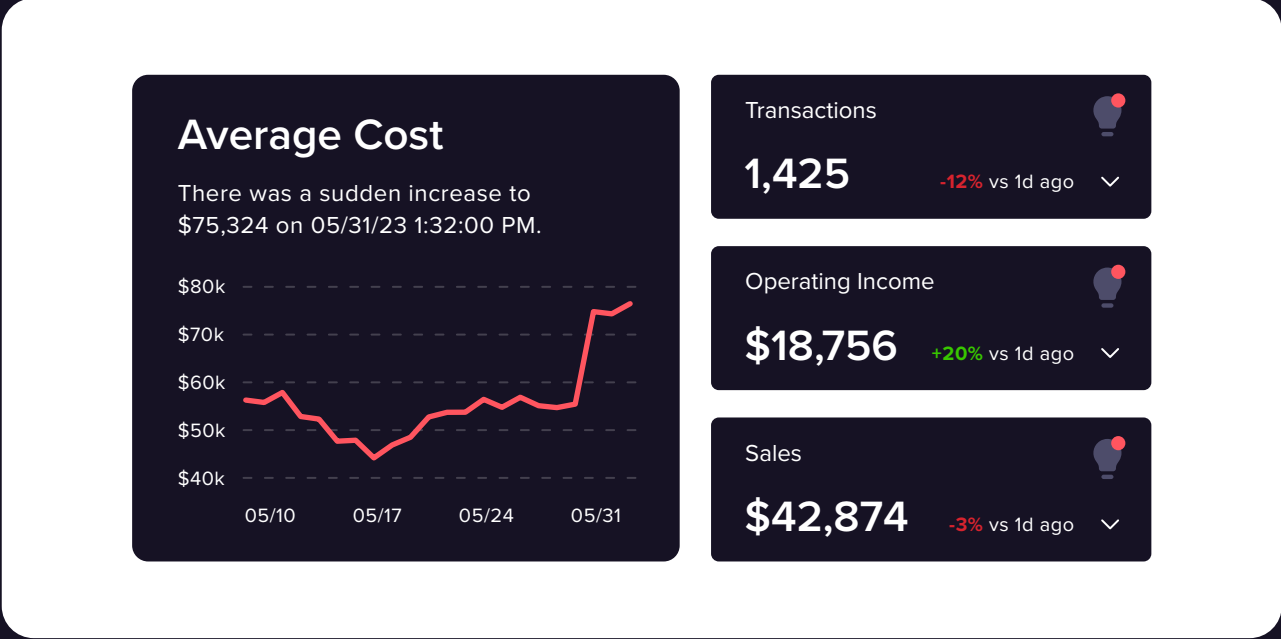 Average Cost
There was a sudden increase to
$75,324 on 05/31/23 1:32:00 PM.
$80k
$70k
$60k
$50k
$40k
05/10 05/17 05/24 05/31
Transactions
1,425 -12% vs 1d ago
Operating Income
$18,756 +20% vs 1d ago
Sales
$42,874 -3% vs 1d ago